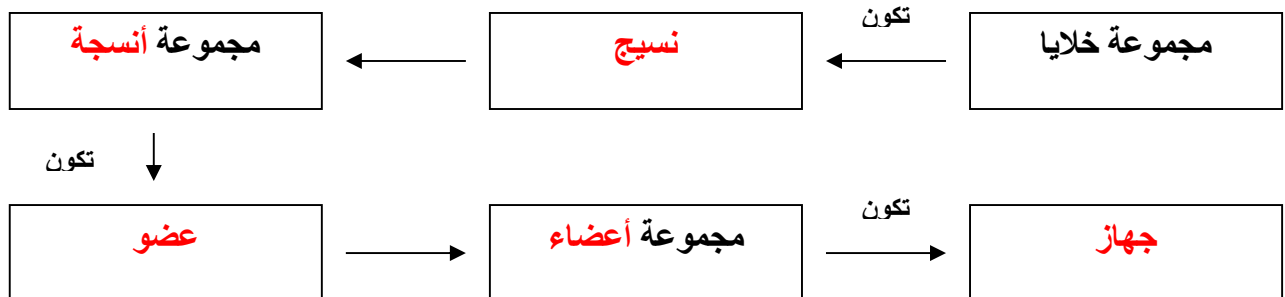 مجموعة خلايا
تكون
نسيج
مجموعة أنسجة
تكون
عضو
مجموعة أعضاء
تكون
جهاز